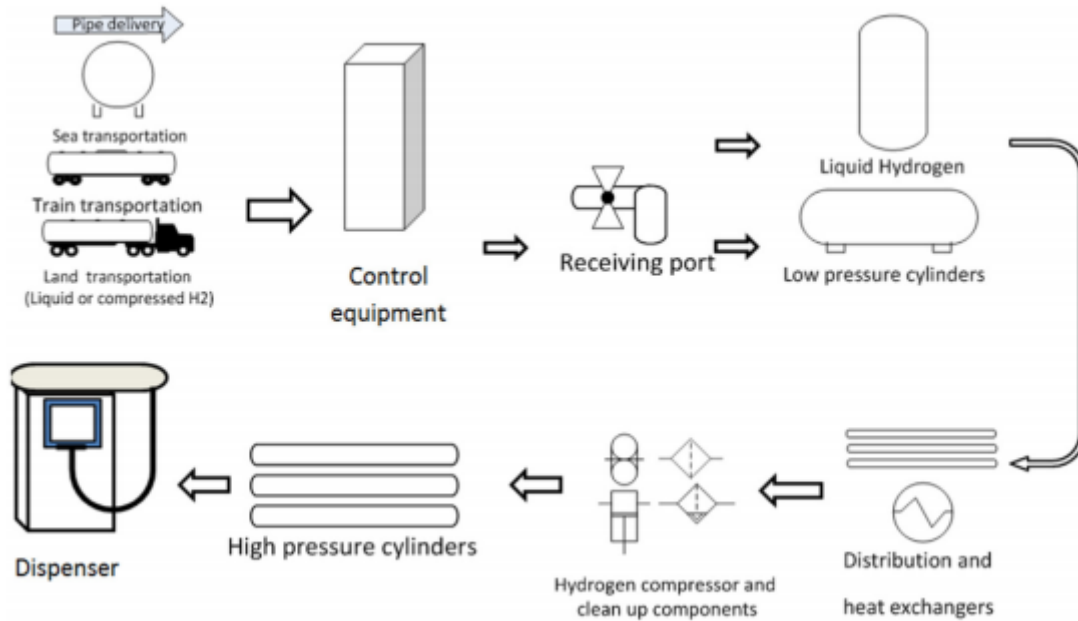 Pipe delivery
Sea transportation
Train transportation
Land transportation
(Liquid or compressed H2)
Control
equipment
Receiving port
Liquid Hydrogen
Low pressure cylinders
Dispenser
High pressure cylinders
Hydrogen compressor and
clean up components
Distribution and
heat exchangers